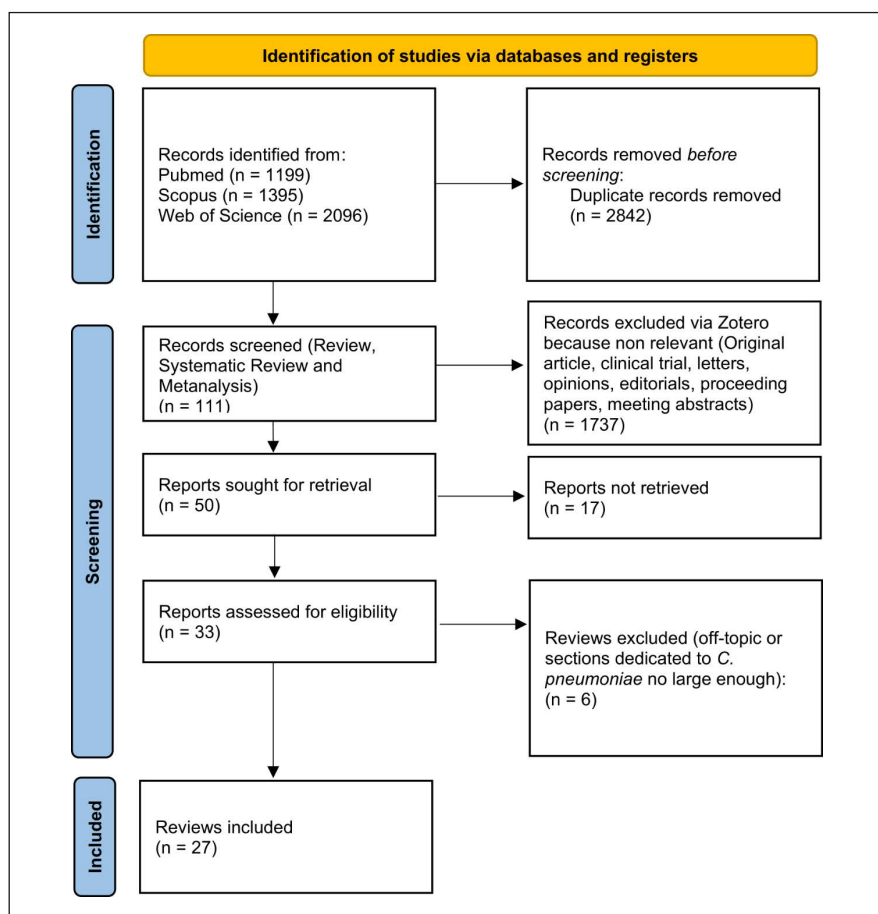 Identification of studies via databases and registers
Identification
Records identified from:
Pubmed (n = 1199)
Scopus (n = 1395)
Web of Science (n = 2096)
Records removed before
screening:
Duplicate records removed
(n = 2842)
Screening
Records screened (Review,
Systematic Review and
Metanalysis)
(n = 111)
Records excluded via Zotero
because non relevant (Original
article, clinical trial, letters,
opinions, editorials, proceeding
papers, meeting abstracts)
(n = 1737)
Reports sought for retrieval
(n = 50)
Reports not retrieved
(n = 17)
Reports assessed for eligibility
(n = 33)
Reviews excluded (off-topic or
sections dedicated to C.
pneumoniae no large enough):
(n = 6)
Included
Reviews included
(n = 27)